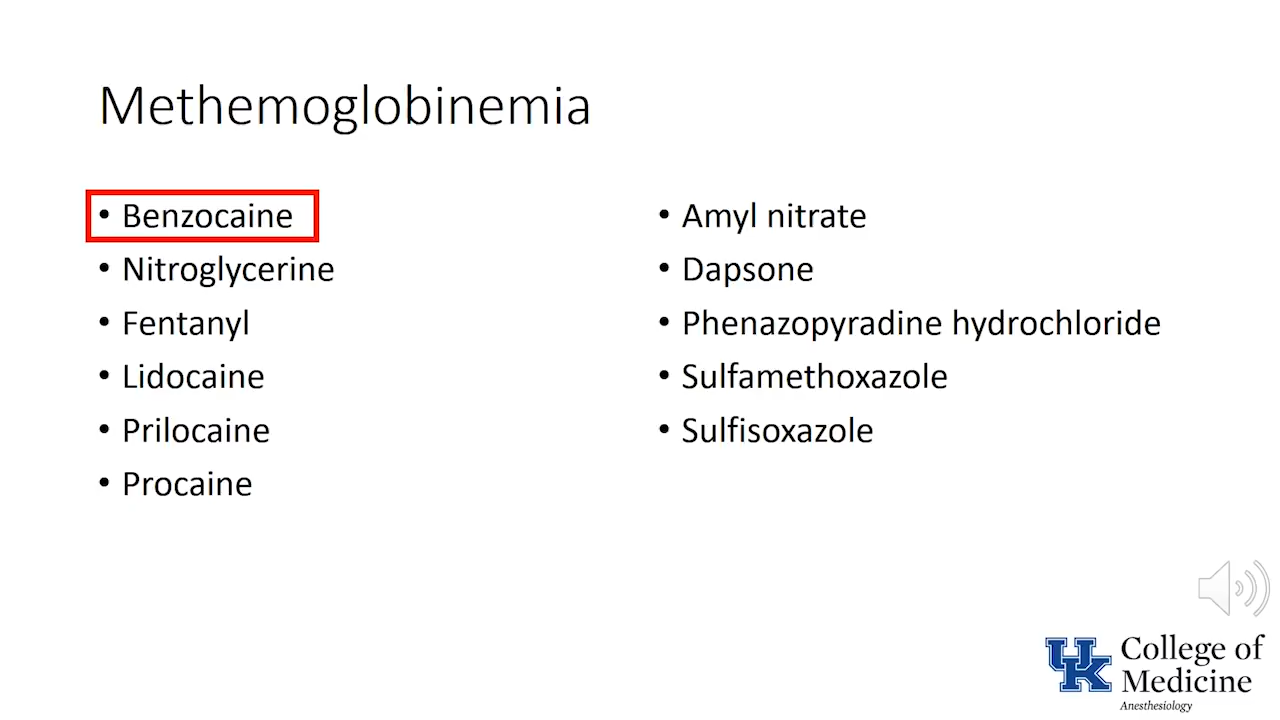 Methemoglobinemia
• Benzocaine
• Nitroglycerine
• Fentanyl
• Lidocaine
• Prilocaine
• Procaine
• Amyl nitrate
• Dapsone
• Phenazopyradine hydrochloride
• Sulfamethoxazole
• Sulfisoxazole
UK
College of
Medicine
Anesthesiology